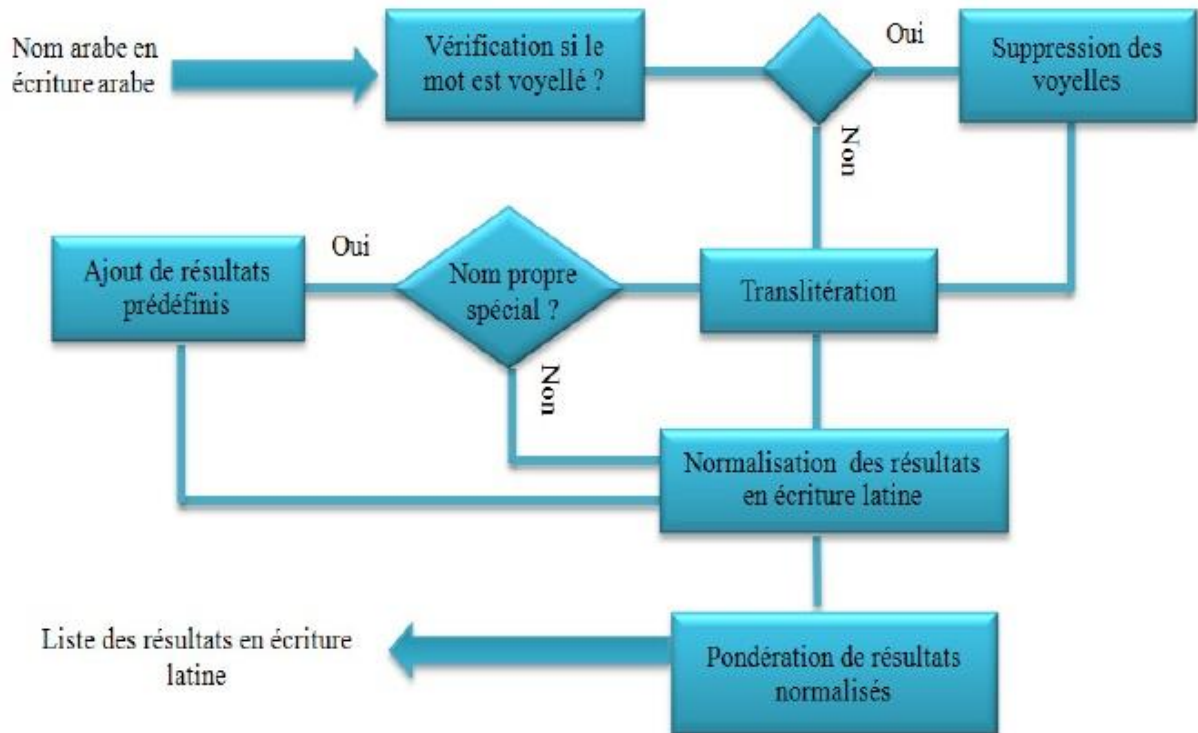 Nom arabe en
écriture arabe
Vérification si le
mot est voyellé ?
Oui
Suppression des
voyelles
Non
Ajout de résultats
prédéfinis
Oui
Nom propre
spécial ?
Translitération
Non
Normalisation des résultats
en écriture latine
Liste des résultats en écriture
latine
Pondération de résultats
normalisés